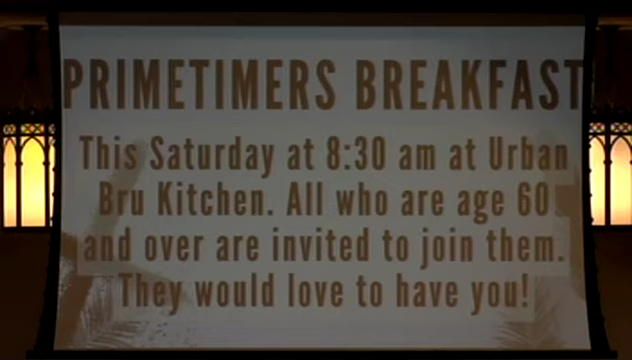 PRIMETIMERS BREAKFAST
This Saturday at 8:30 am at Urban
Bru Kitchen. All who are age 60
and over are invited to join them.
They would love to have you!